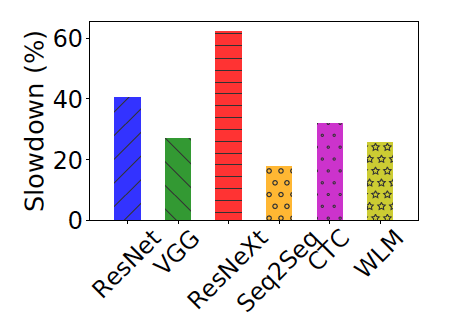 Slowdown (%)
60
40
20
0
ResNet
VGG
ResNeXt
Seq2Seq
CTC
WLM